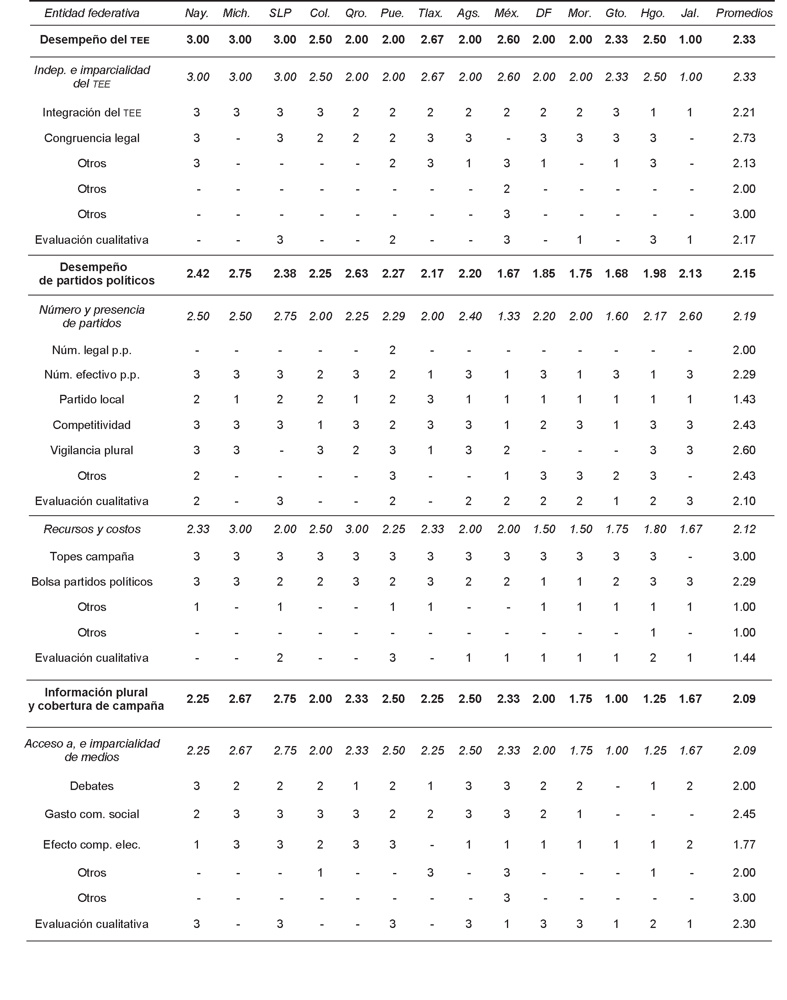 Entidad federativa Nay. Mich. SLP Col. Qro. Pue. Tlax. Ags. Méx. DF Mor. Gto. Hgo. Jal. Promedios
Desempeño del TEE 3.00 3.00 3.00 2.50 2.00 2.00 2.67 2.00 2.60 2.00 2.00 2.33 2.50 1.00 2.33
Indep. e imparcialidad
del TEE 3.00 3.00 3.00 2.50 2.00 2.00 2.67 2.00 2.60 2.00 2.00 2.33 2.50 1.00 2.33
Integración del TEE 3 3 3 3 2 2 2 2 2 2 2 3 1 1 2.21
Congruencia legal 3 - 3 2 2 2 3 3 - 3 3 3 3 - 2.73
Otros 3 - - - - 2 3 1 3 1 - 1 3 - 2.13
Otros - - - - - - - - 2 - - - - - 2.00
Otros - - - - - - - - 3 - - - - - 3.00
Evaluación cualitativa - - 3 - - 2 - - 3 - 1 - 3 1 2.17
Desempeño
de partidos políticos 2.42 2.75 2.38 2.25 2.63 2.27 2.17 2.20 1.67 1.85 1.75 1.68 1.98 2.13 2.15
Número y presencia
de partidos 2.50 2.50 2.75 2.00 2.25 2.29 2.00 2.40 1.33 2.20 2.00 1.60 2.17 2.60 2.19
Núm. legal p.p. - - - - - 2 - - - - - - - - 2.00
Núm. efectivo p.p. 3 3 3 2 3 2 1 3 1 3 1 3 1 3 2.29
Partido local 2 1 2 2 1 2 3 1 1 1 1 1 1 1 1.43
Competitividad 3 3 3 1 3 2 3 3 1 2 3 1 3 3 2.43
Vigilancia plural 3 3 - 3 2 3 1 3 2 - - - 3 3 2.60
Otros 2 - - - - 3 - - 1 3 3 2 3 - 2.43
Evaluación cualitativa 2 - 3 - - 2 - 2 2 2 2 1 2 3 2.10
Recursos y costos 2.33 3.00 2.00 2.50 3.00 2.25 2.33 2.00 2.00 1.50 1.50 1.75 1.80 1.67 2.12
Topes campaña 3 3 3 3 3 3 3 3 3 3 3 3 3 - 3.00
Bolsa partidos políticos 3 3 2 2 3 2 3 2 2 1 1 2 3 3 2.29
Otros 1 - 1 - - 1 1 - - 1 1 1 1 1 1.00
Otros - - - - - - - - - - - - 1 - 1.00
Evaluación cualitativa - - 2 - - 3 - 1 1 1 1 1 2 1 1.44
Información plural
y cobertura de campaña 2.25 2.67 2.75 2.00 2.33 2.50 2.25 2.50 2.33 2.00 1.75 1.00 1.25 1.67 2.09
Acceso a, e imparcialidad
de medios 2.25 2.67 2.75 2.00 2.33 2.50 2.25 2.50 2.33 2.00 1.75 1.00 1.25 1.67 2.09
Debates 3 2 2 2 1 2 1 3 3 2 2 - 1 2 2.00
Gasto com. social 2 3 3 3 3 2 2 3 3 2 1 - - - 2.45
Efecto comp. elec. 1 3 3 2 3 3 - 1 1 1 1 1 1 2 1.77
Otros - - - 1 - - 3 - 3 - - - 1 - 2.00
Otros - - - - - - - - 3 - - - - - 3.00
Evaluación cualitativa 3 - 3 - - 3 - 3 1 3 3 1 2 1 2.30